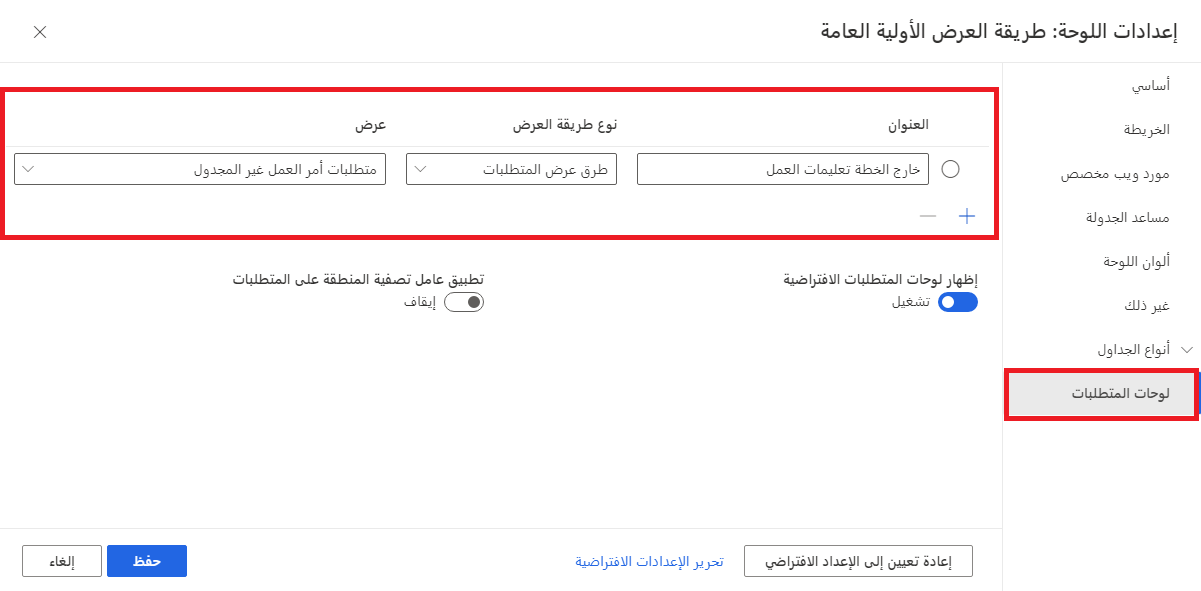 إعدادات اللوحة: طريقة العرض الأولية العامة
أساسي
الخريطة
مورد ويب مخصص
مساعد الجدولة
ألوان اللوحة
غير ذلك
أنواع الجداول
لوحات المتطلبات
العنوان نوع طريقة العرض عرض
خارج الخطة تعليمات العمل طرق عرض المتطلبات متطلبات أمر العمل غير المجدول
إظهار لوحات المتطلبات الافتراضية تطبيق عامل تصفية المنطقة على المتطلبات
تشغيل إيقاف
إعادة تعيين إلى الإعداد الافتراضي تحرير الإعدادات الافتراضية حفظ إلغاء